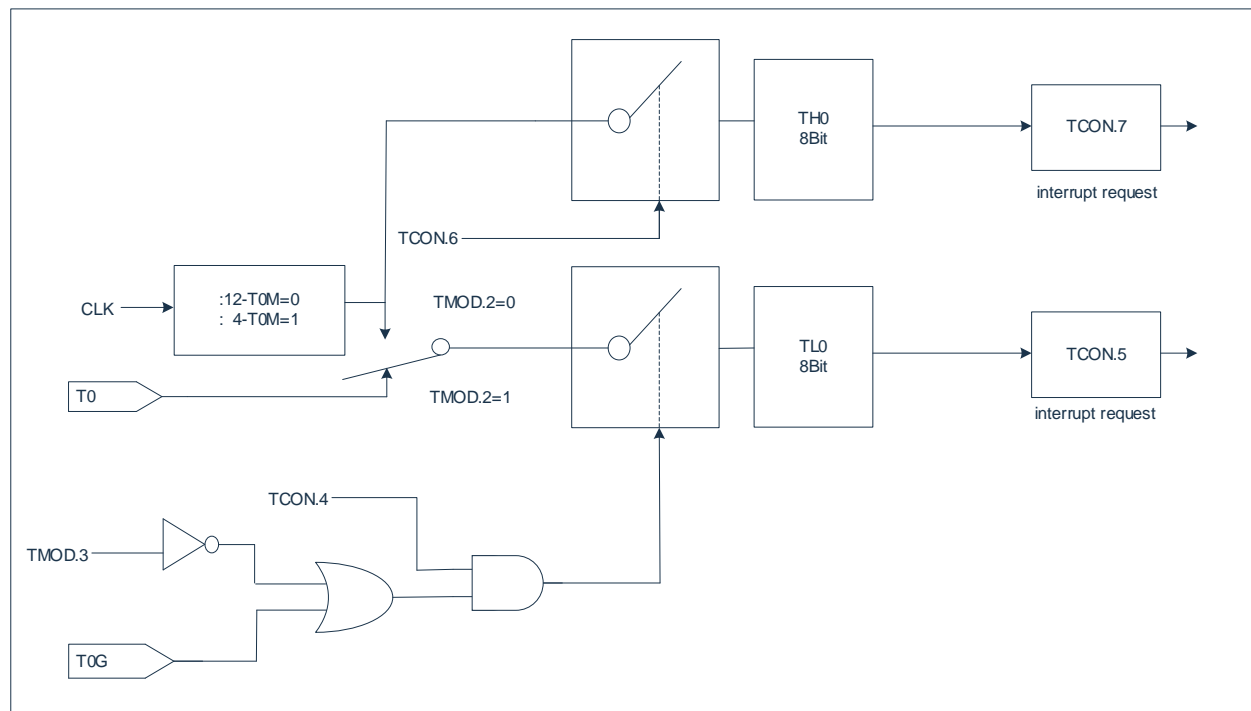 TH0
8Bit
TCON.7
interrupt request
TCON.6
CLK
:12-T0M=0
: 4-T0M=1
TMOD.2=0
TL0
8Bit
TCON.5
T0
TMOD.2=1
interrupt request
TCON.4
TMOD.3
T0G